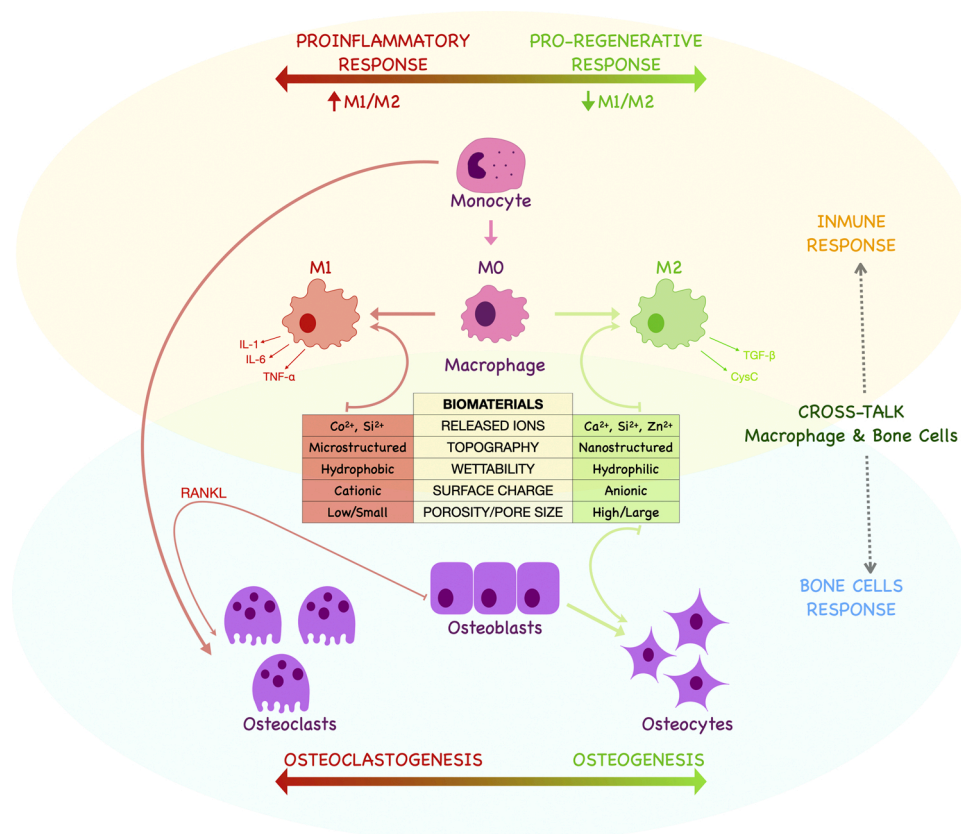 PROINFLAMMATORY
RESPONSE
PRO-REGENERATIVE
RESPONSE
M1/M2
M1/M2
Monocyte
INMUNE
RESPONSE
M1
M0
M2
IL-1
IL-6
TNF-α
TGF-β
CysC
Macrophage
BIOMATERIALS
Co²⁺, Si²⁺ RELEASED IONS Ca²⁺, Si²⁺, Zn²⁺
Microstructured TOPOGRAPHY Nanostructured
Hydrophobic WETTABILITY Hydrophilic
Cationic SURFACE CHARGE Anionic
Low/Small POROSITY/PORE SIZE High/Large
CROSS-TALK
Macrophage & Bone Cells
RANKL
BONE CELLS
RESPONSE
Osteoblasts
Osteoclasts
Osteocytes
OSTEOCLASTOGENESIS
OSTEOGENESIS